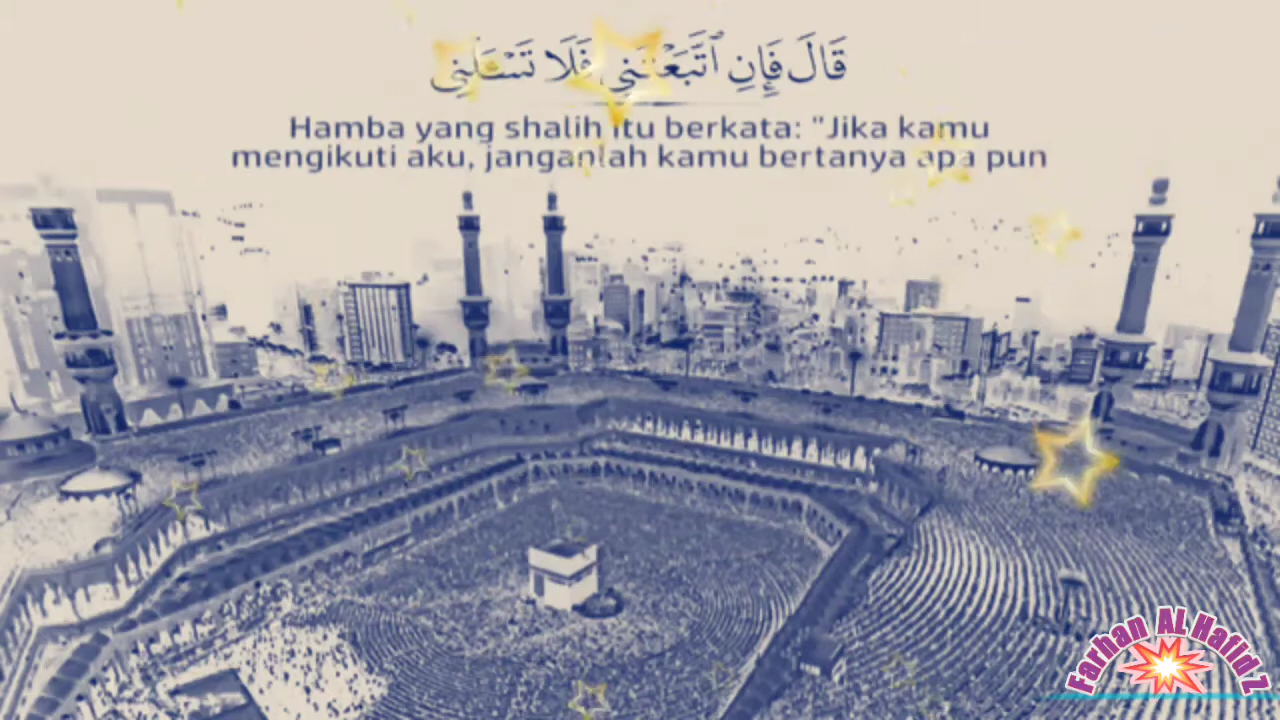 قَالَ فَإِنِ ٱتَّبَعْتَنِى فَلَا تَسْـَٔلْنِى
Hamba yang shalih itu berkata: "Jika kamu
mengikuti aku, janganlah kamu bertanya apa pun
Farhan AL Hafidz